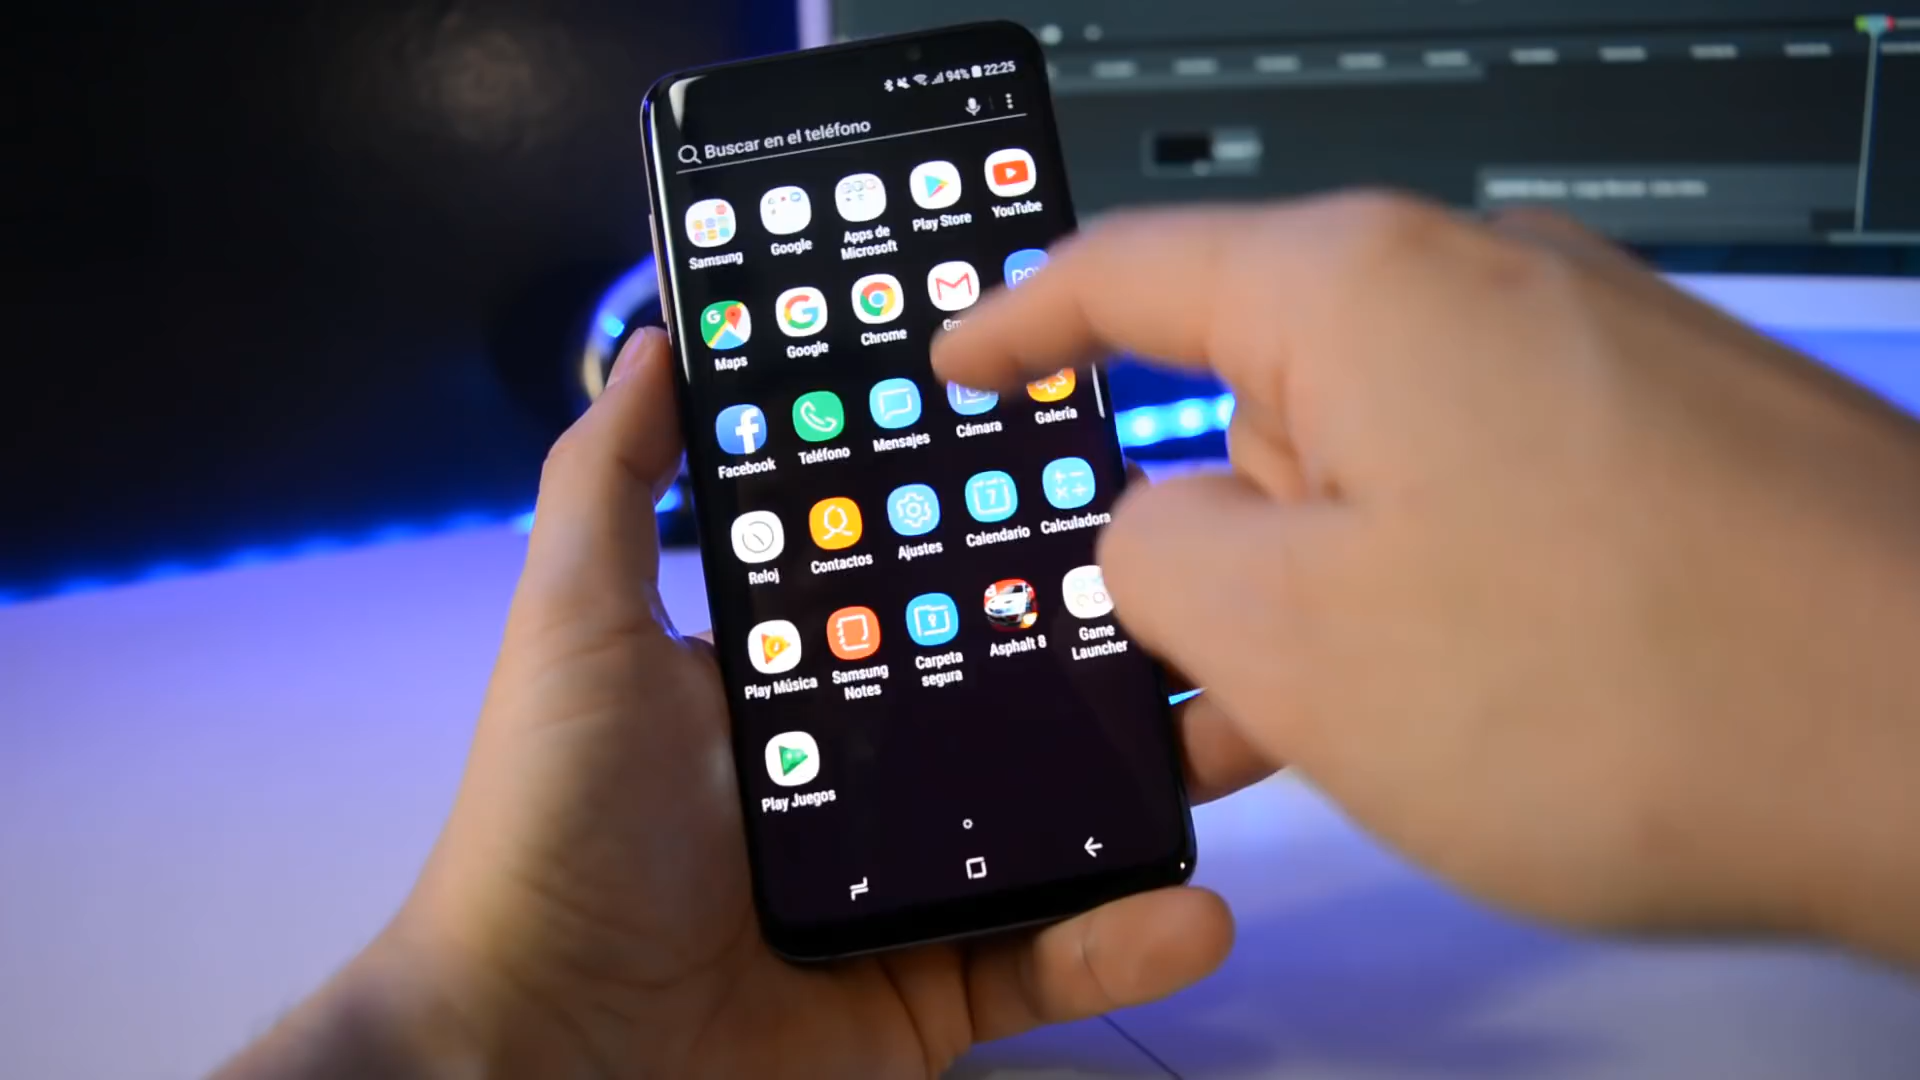 94% 22:25
Buscar en el teléfono
Samsung
Google
Apps de
Microsoft
Play Store
YouTube
Maps
Google
Chrome
Facebook
Teléfono
Mensajes
Cámara
Galería
Reloj
Contactos
Ajustes
7
Calendario
Calculadora
Play Música
Samsung
Notes
Carpeta
segura
Asphalt 8
Game
Launcher
Play Juegos